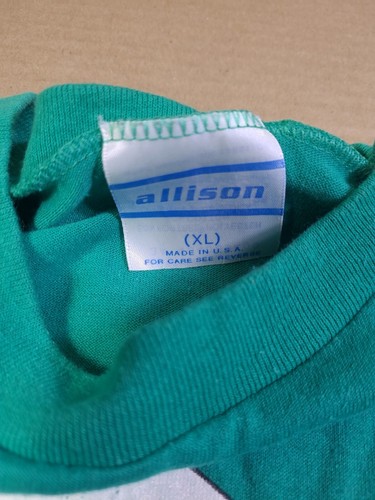 allison
(XL)
MADE IN U.S.A.
FOR CARE SEE REVERSE